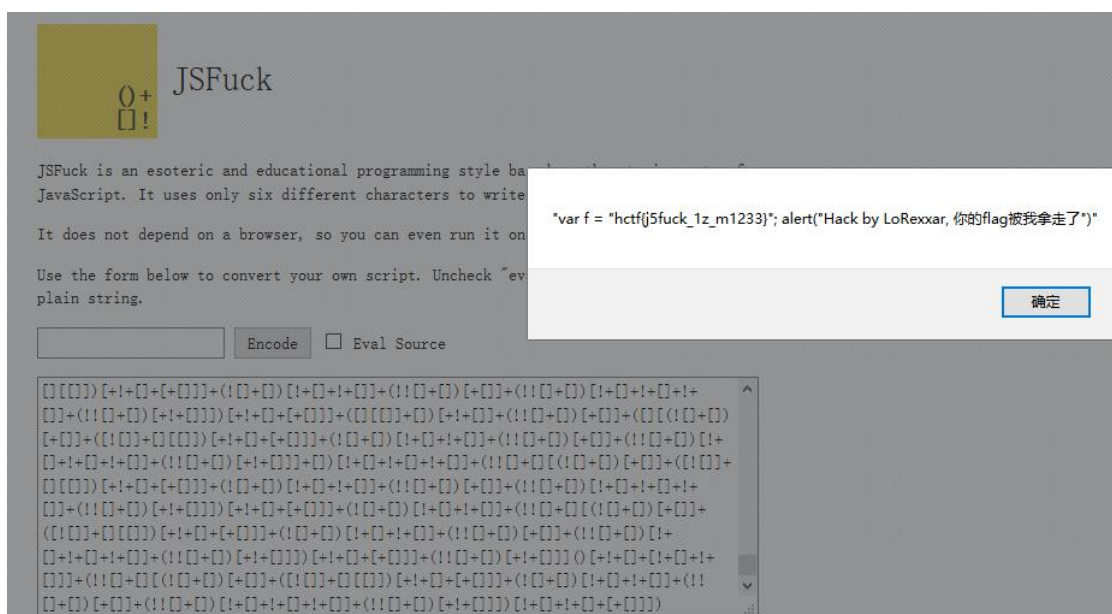 ()+
[]!
JSFuck
JSFuck is an esoteric and educational programming style ba
JavaScript. It uses only six different characters to write
It does not depend on a browser, so you can even run it on
Use the form below to convert your own script. Uncheck "ev
plain string.
"var f = "hctf{j5fuck_1z_m1233}"; alert("Hack by LoRexxar, 你的flag被我拿走了")"
确定
Encode
Eval Source
[][[]])[+!+[]+[+[]]]+(![]+[])[!+[]+!+[]]+(!![]+[])[+[]]+(!![]+[])[!+[]+!+[]+!+
[]]+(!![]+[])[+!+[]]])[+!+[]+[+[]]]+([][[]]+[])[+!+[]]+(!![]+[])[+[]]+([][(![]+[])
[+[]]+([![]]+[][[]])[+!+[]+[+[]]]+(![]+[])[!+[]+!+[]]+(!![]+[])[+[]]+(!![]+[])[!+
[]+!+[]+!+[]]+(!![]+[])[+!+[]]]+[])[!+[]+!+[]+!+[]]+(!![]+[][(![]+[])[+[]]+([![]]+
[][[]])[+!+[]+[+[]]]+(![]+[])[!+[]+!+[]]+(!![]+[])[+[]]+(!![]+[])[!+[]+!+[]+!+
[]]+(!![]+[])[+!+[]]])[+!+[]+[+[]]]+(![]+[])[!+[]+!+[]]+(!![]+[][(![]+[])[+[]]+
([![]]+[][[]])[+!+[]+[+[]]]+(![]+[])[!+[]+!+[]]+(!![]+[])[+[]]+(!![]+[])[!+
[]+!+[]+!+[]]+(!![]+[])[+!+[]]])[+!+[]+[+[]]]+(!![]+[])[+!+[]]]()[+!+[]+[!+[]+!+
[]]]+(!![]+[][(![]+[])[+[]]+([![]]+[][[]])[+!+[]+[+[]]]+(![]+[])[!+[]+!+[]]+(!!
[]+[])[+[]]+(!![]+[])[!+[]+!+[]+!+[]]+(!![]+[])[+!+[]]])[!+[]+!+[]+[+[]]])